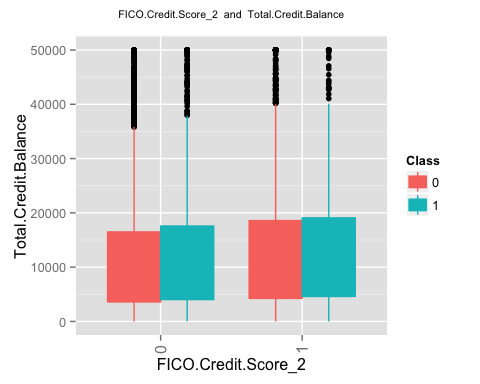 FICO.Credit.Score_2 and Total.Credit.Balance
50000
40000
30000
20000
10000
0
Total.Credit.Balance
0
1
FICO.Credit.Score_2
Class
0
1